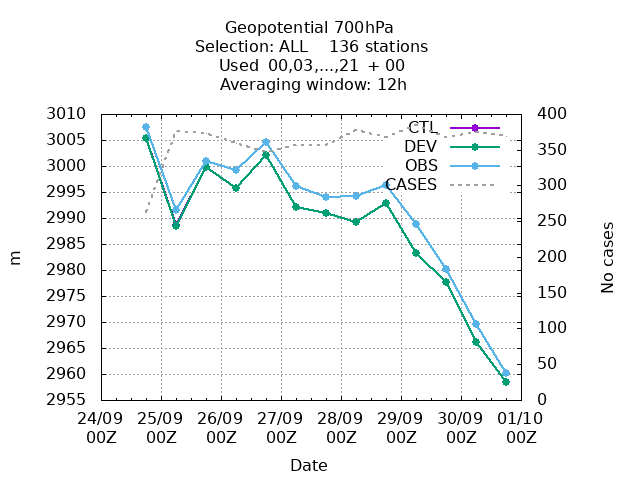 Geopotential 700hPa
Selection: ALL 136 stations
Used 00,03,...,21 + 00
Averaging window: 12h
3010
3005
3000
2995
2990
2985
2980
2975
2970
2965
2960
2955
m
400
350
300
250
200
150
100
50
0
No cases
CTL
DEV
OBS
CASES
24/09 25/09 26/09 27/09 28/09 29/09 30/09 01/10
00Z 00Z 00Z 00Z 00Z 00Z 00Z 00Z
Date